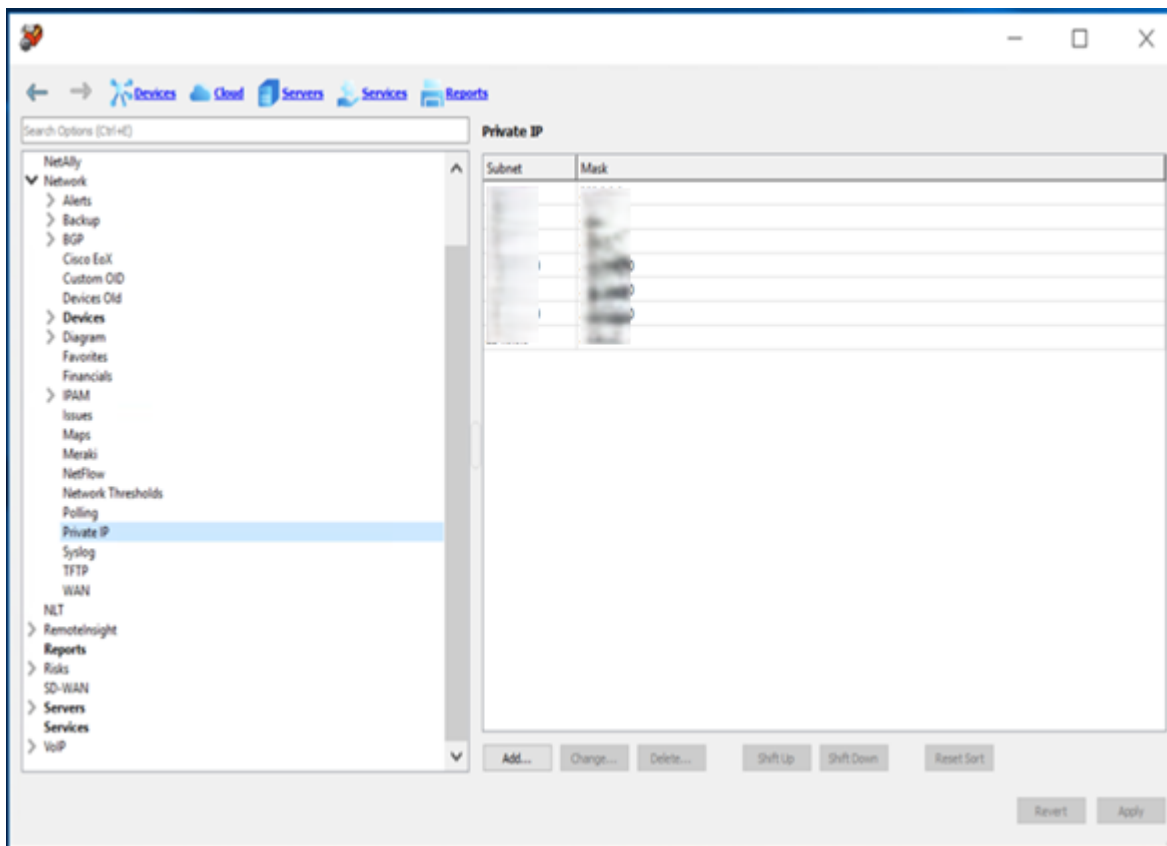 Devices Cloud Servers Services Reports
Search Options (Ctrl+E)
NetAlly
Network
Alerts
Backup
BGP
Cisco EoX
Custom OID
Devices Old
Devices
Diagram
Favorites
Financials
IPAM
Issues
Maps
Meraki
NetFlow
Network Thresholds
Polling
Private IP
Syslog
TFTP
WAN
NLT
RemoteInsight
Reports
Risks
SD-WAN
Servers
Services
VoIP
Private IP
Subnet Mask
Add... Change... Delete... Shift Up Shift Down Reset Sort
Revert Apply